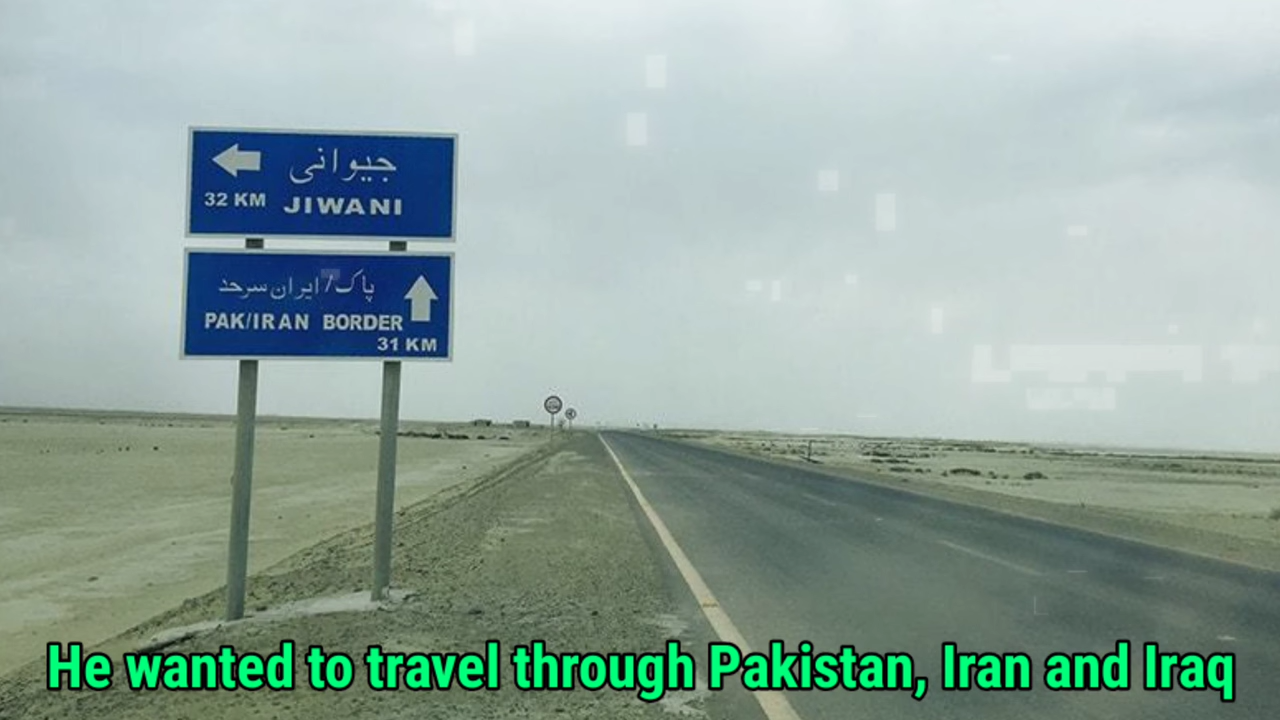 جیوانی
32 KM JIWANI
پاک/ایران سرحد
PAK/IRAN BORDER
31 KM
He wanted to travel through Pakistan, Iran and Iraq